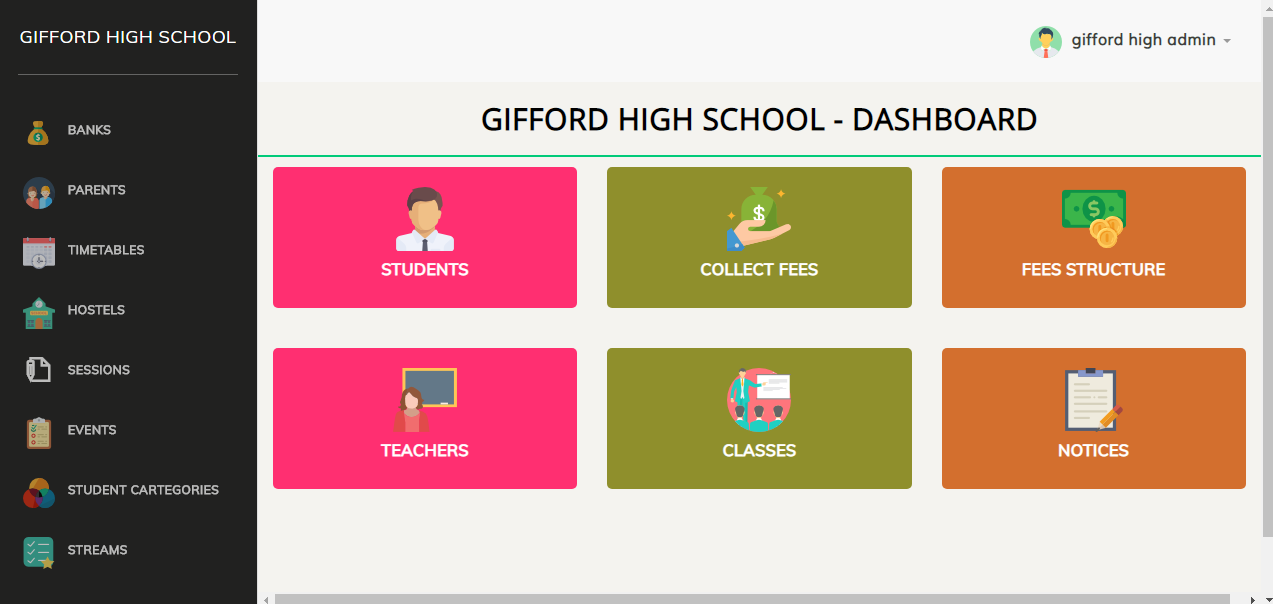 GIFFORD HIGH SCHOOL
BANKS
PARENTS
TIMETABLES
HOSTELS
SESSIONS
EVENTS
STUDENT CARTEGORIES
STREAMS
gifford high admin
GIFFORD HIGH SCHOOL - DASHBOARD
STUDENTS
COLLECT FEES
FEES STRUCTURE
TEACHERS
CLASSES
NOTICES